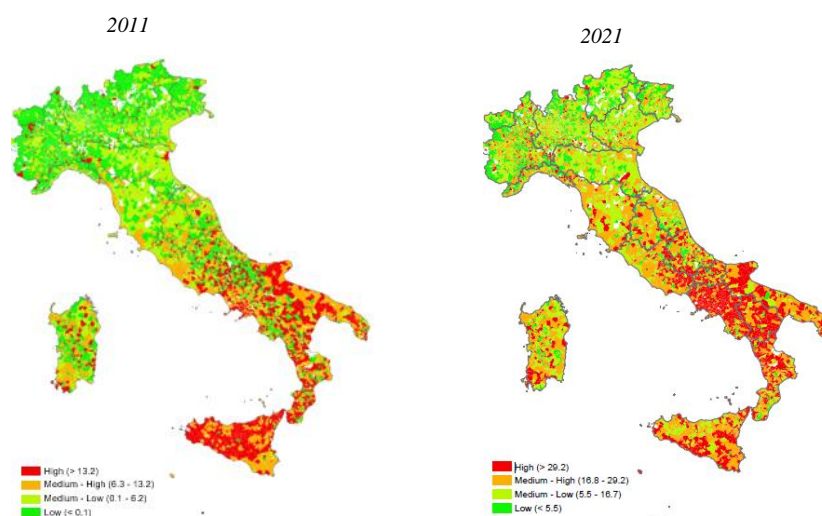 2011
2021
High (> 13.2)
Medium - High (6.3 - 13.2)
Medium - Low (0.1 - 6.2)
Low (< 0.1)
High (> 29.2)
Medium - High (16.8 - 29.2)
Medium - Low (5.5 - 16.7)
Low (< 5.5)